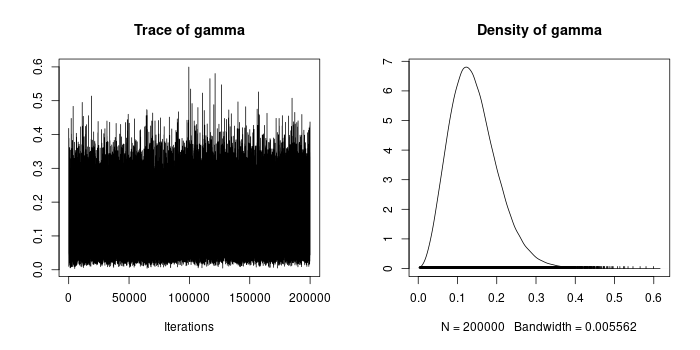 Trace of gamma
0.0 0.1 0.2 0.3 0.4 0.5 0.6
0 50000 100000 150000 200000
Iterations
Density of gamma
0 1 2 3 4 5 6 7
0.0 0.1 0.2 0.3 0.4 0.5 0.6
N = 200000 Bandwidth = 0.005562